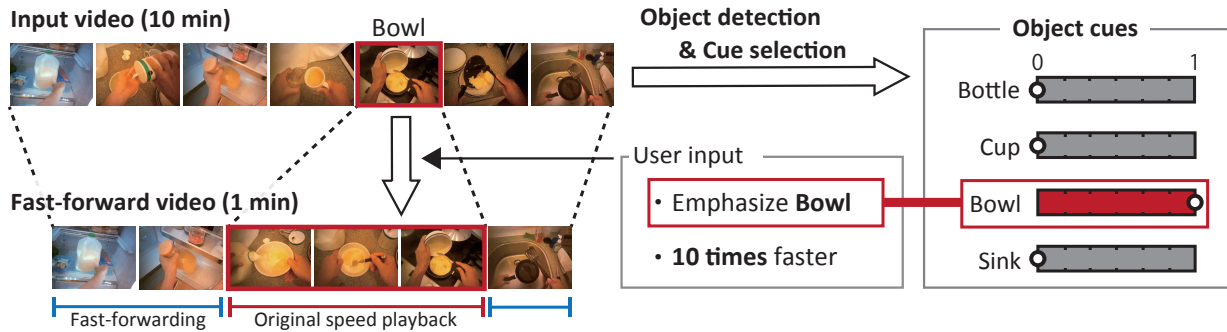 Input video (10 min)
Bowl
Object detection
& Cue selection
Object cues
0 1
Bottle
Cup
Bowl
Sink
User input
• Emphasize Bowl
• 10 times faster
Fast-forward video (1 min)
Fast-forwarding
Original speed playback